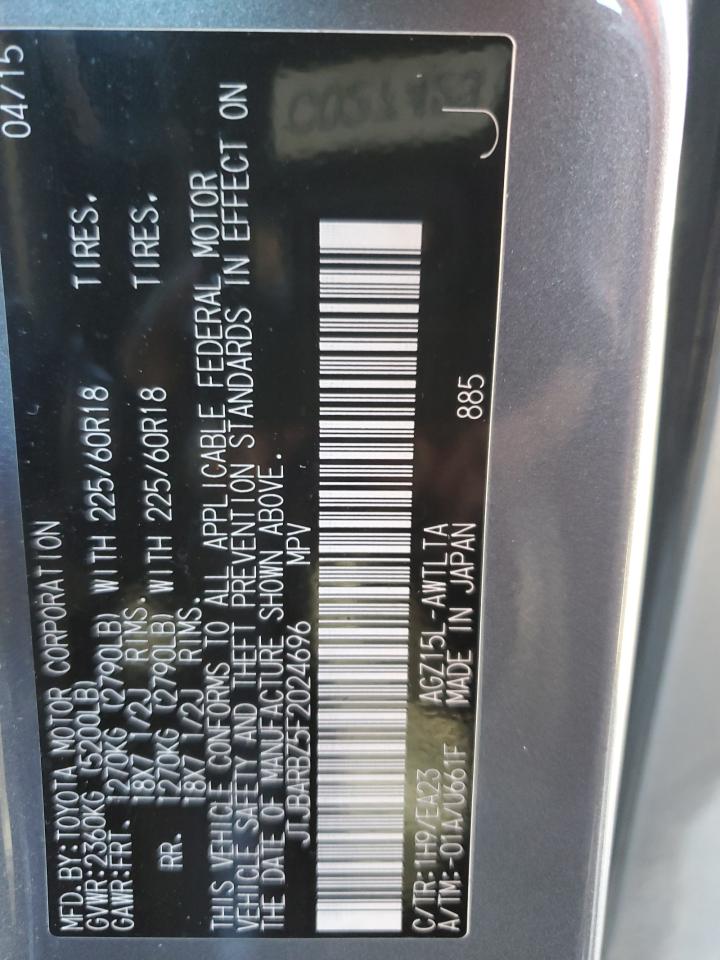 04/15
MFD.BY:TOYOTA MOTOR CORPORATION
GVWR:2360KG (5200LB)
GAWR:FRT. 1270KG (2790LB) WITH 225/60R18 TIRES.
18X7 1/2J RIMS.
RR. 1270KG (2790LB) WITH 225/60R18 TIRES.
18X7 1/2J RIMS.
THIS VEHICLE CONFORMS TO ALL APPLICABLE FEDERAL MOTOR
VEHICLE SAFETY AND THEFT PREVENTION STANDARDS IN EFFECT ON
THE DATE OF MANUFACTURE SHOWN ABOVE.
JTJBARBZ5F2024696 MPV
C/TR:1H9/EA23 AGZ15L-AWTLTA
A/TM:-01A/U661F MADE IN JAPAN 885
J